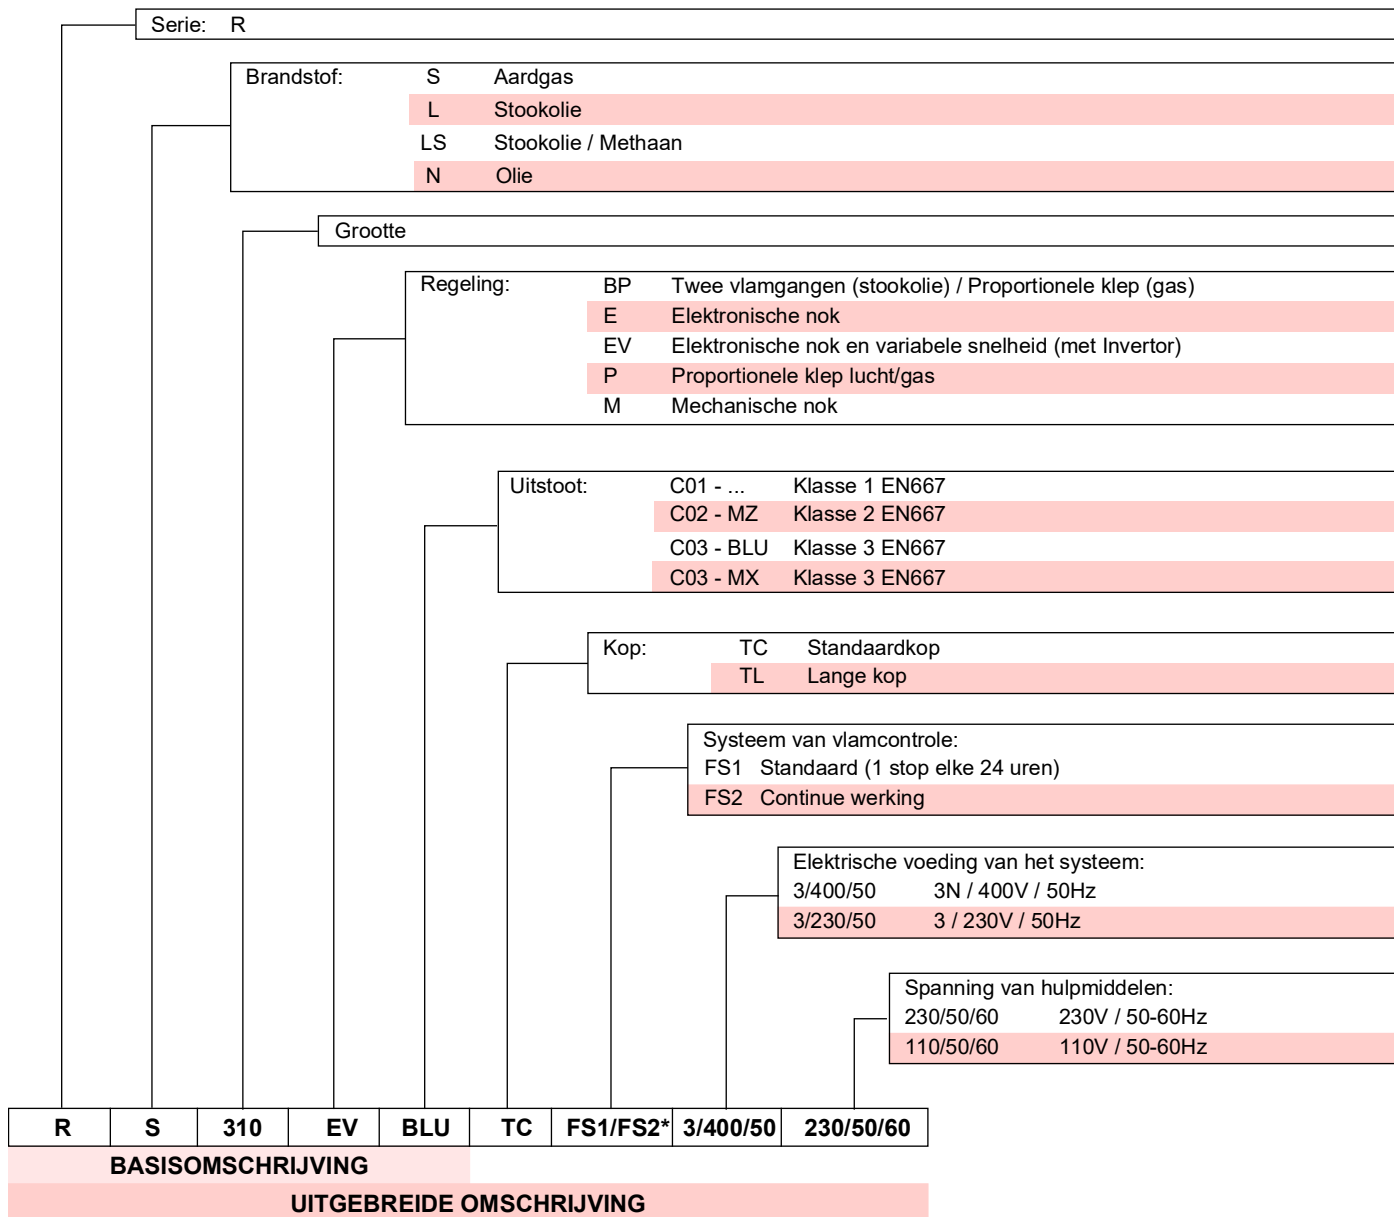 Serie: R
Brandstof: S Aardgas
L Stookolie
LS Stookolie / Methaan
N Olie
Grootte
Regeling: BP Twee vlamgangen (stookolie) / Proportionele klep (gas)
E Elektronische nok
EV Elektronische nok en variabele snelheid (met Invertor)
P Proportionele klep lucht/gas
M Mechanische nok
Uitstoot: C01 - ... Klasse 1 EN667
C02 - MZ Klasse 2 EN667
C03 - BLU Klasse 3 EN667
C03 - MX Klasse 3 EN667
Kop: TC Standaardkop
TL Lange kop
Systeem van vlamcontrole:
FS1 Standaard (1 stop elke 24 uren)
FS2 Continue werking
Elektrische voeding van het systeem:
3/400/50 3N / 400V / 50Hz
3/230/50 3 / 230V / 50Hz
Spanning van hulpmiddelen:
230/50/60 230V / 50-60Hz
110/50/60 110V / 50-60Hz
R S 310 EV BLU TC FS1/FS2* 3/400/50 230/50/60
BASISOMSCHRIJVING
UITGEBREIDE OMSCHRIJVING